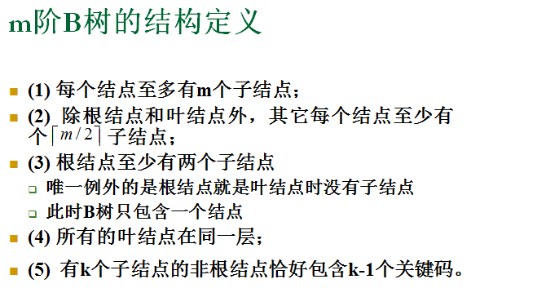 m阶B树的结构定义
(1) 每个结点至多有m个子结点；
(2) 除根结点和叶结点外，其它每个结点至少有
个⌈m/2⌉子结点；
(3) 根结点至少有两个子结点
唯一例外的是根结点就是叶结点时没有子结点
此时B树只包含一个结点
(4) 所有的叶结点在同一层；
(5) 有k个子结点的非根结点恰好包含k-1个关键码。